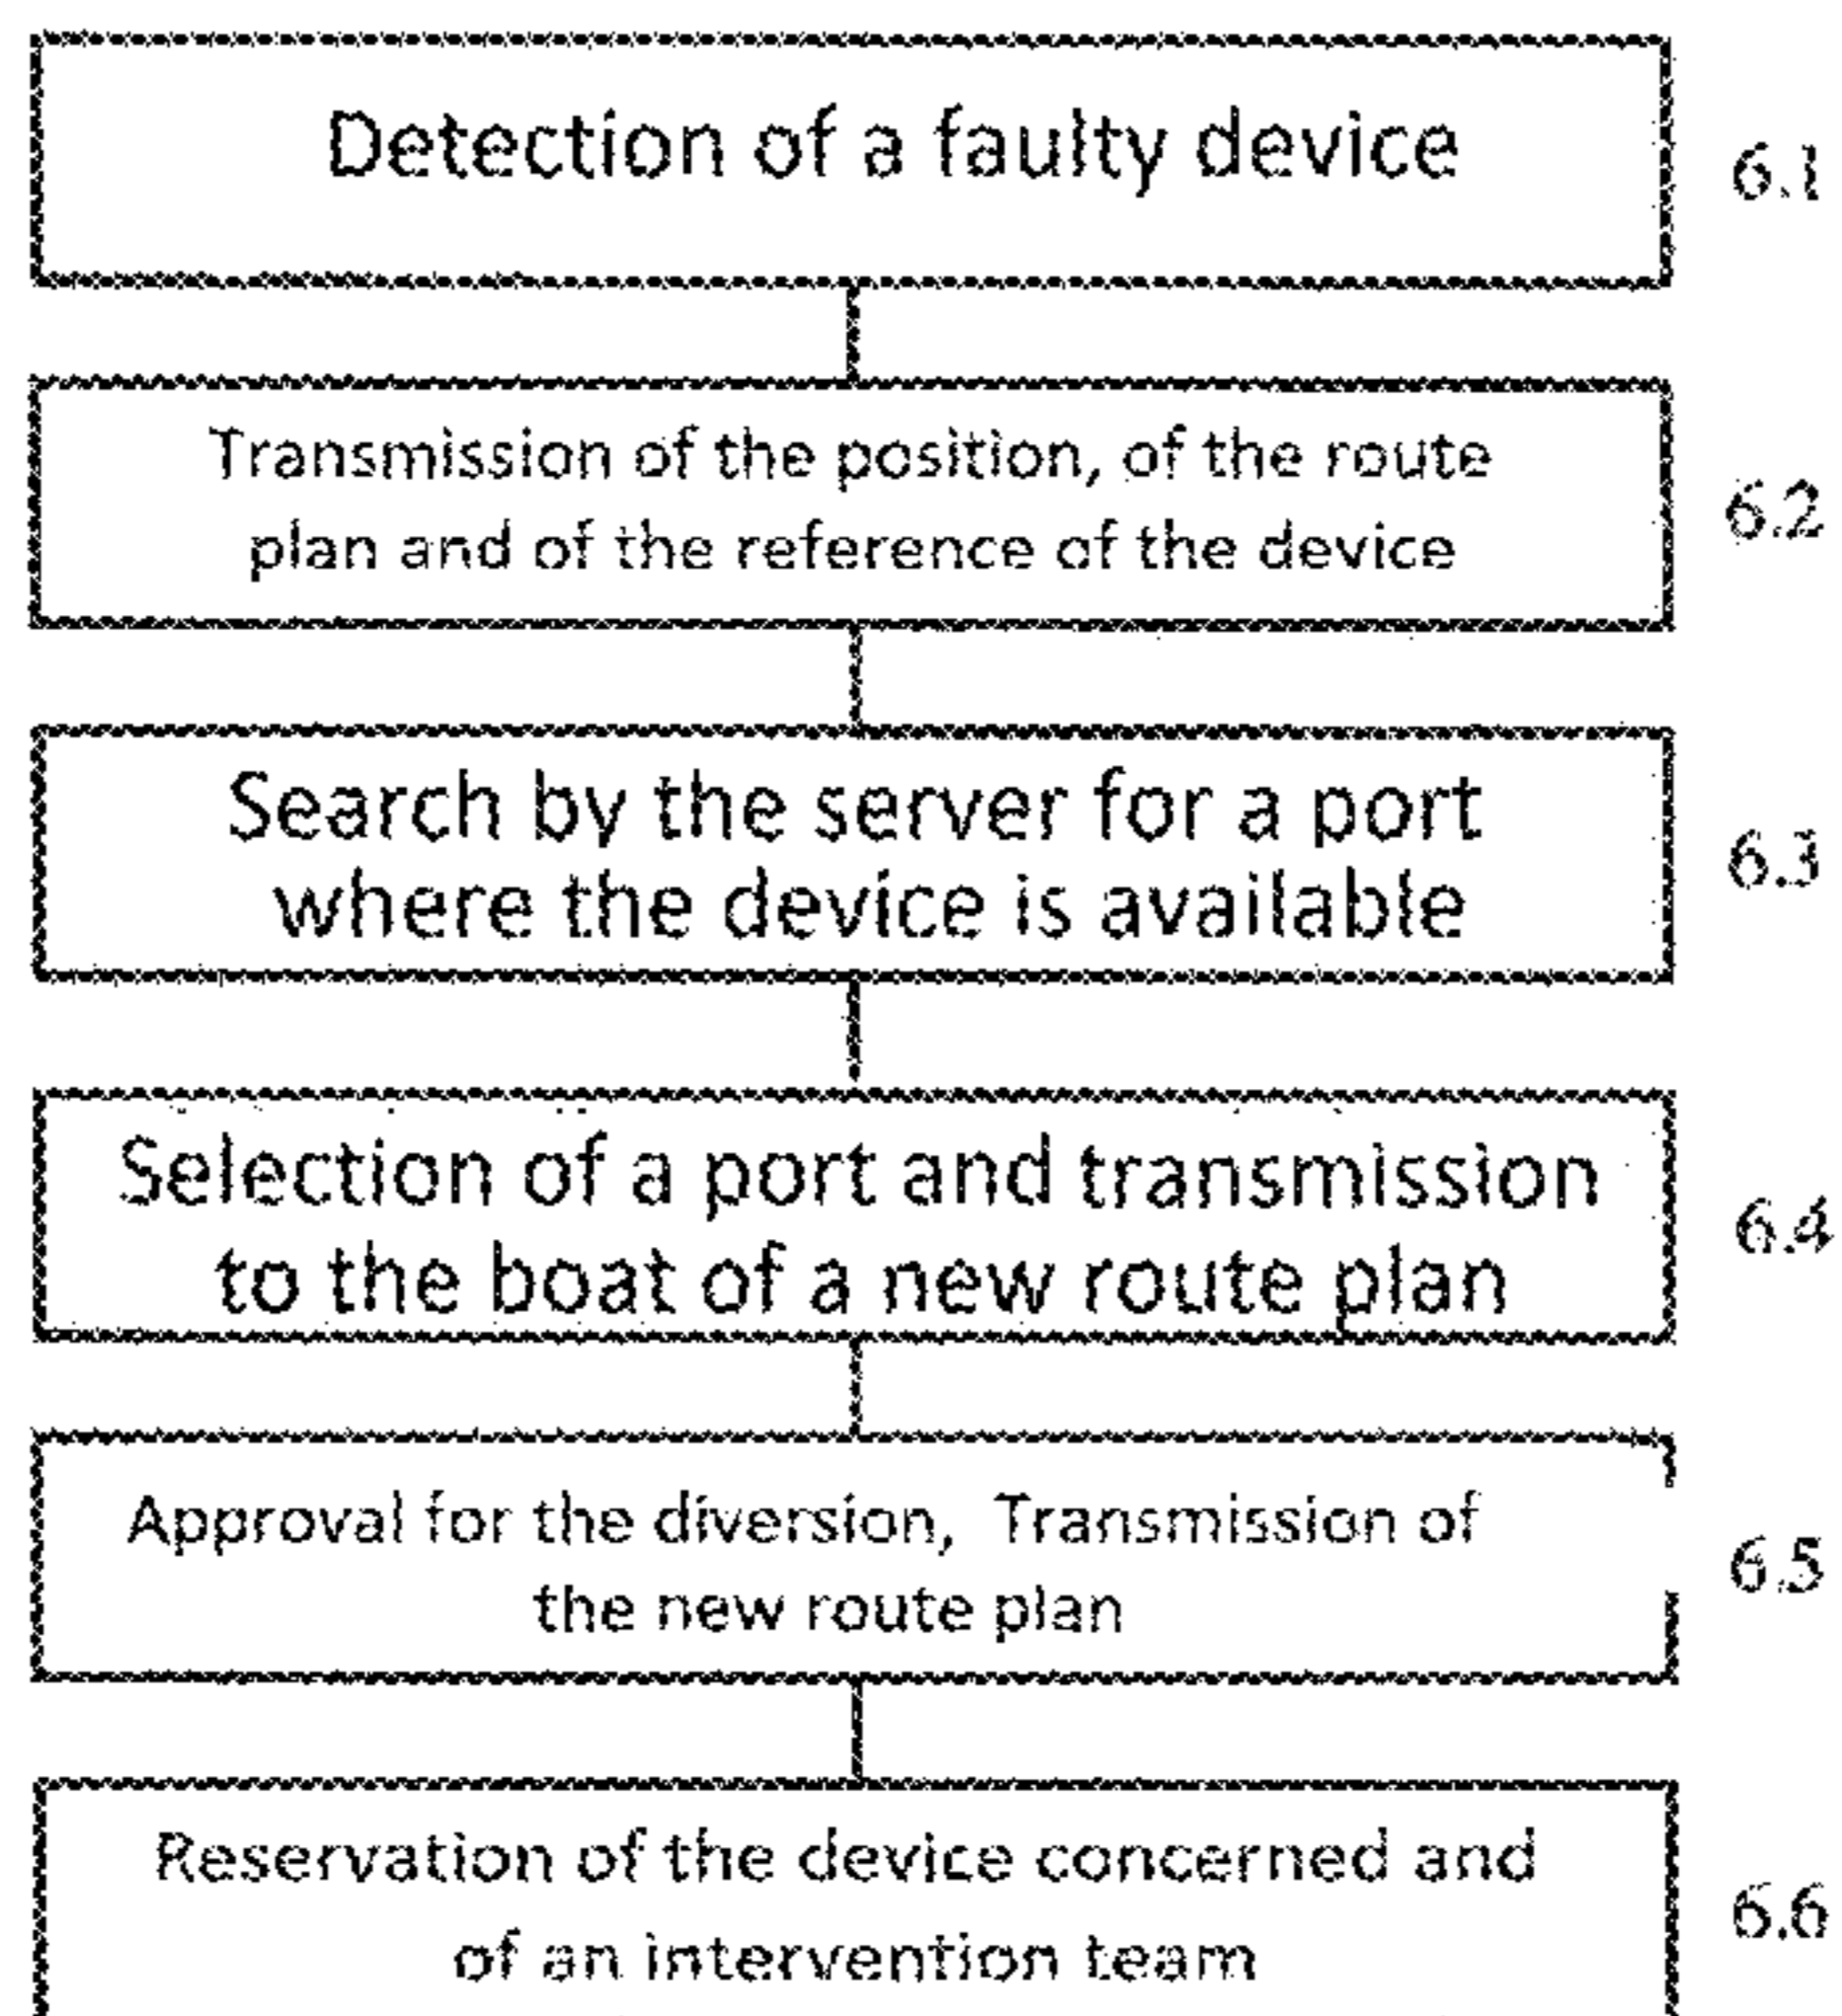 Detection of a faulty device
6.1
Transmission of the position, of the route
plan and of the reference of the device
6.2
Search by the server for a port
where the device is available
6.3
Selection of a port and transmission
to the boat of a new route plan
6.4
Approval for the diversion, Transmission of
the new route plan
6.5
Reservation of the device concerned and
of an intervention team
6.6